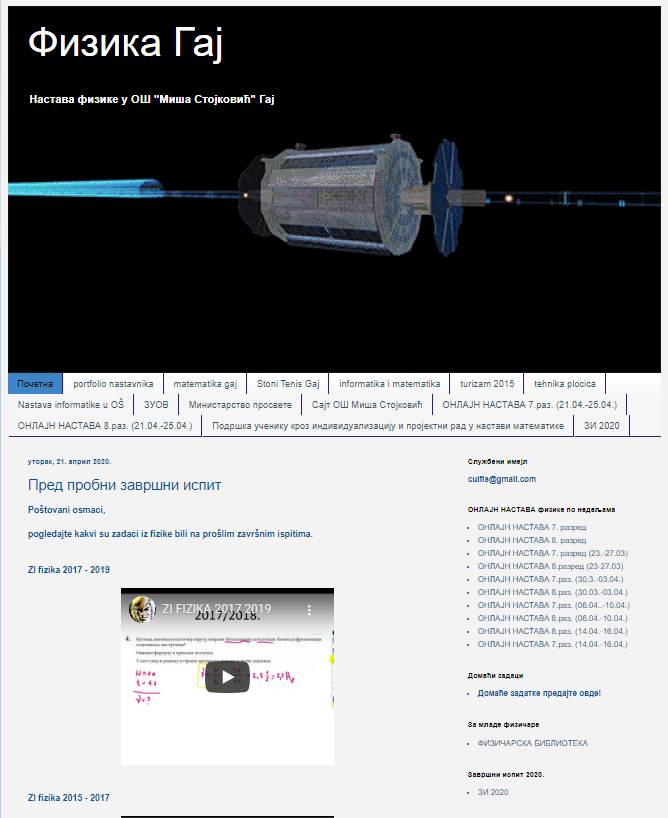 Физика Гај
Настава физике у ОШ "Миша Стојковић" Гај
Почетна
portfolio nastavnika
matematika gaj
Stoni Tenis Gaj
informatika i matematika
turizam 2015
tehnika plocica
Nastava informatike u OŠ
ЗУОВ
Министарство просвете
Сајт ОШ Миша Стојковић
ОНЛАЈН НАСТАВА 7.раз. (21.04.-25.04.)
ОНЛАЈН НАСТАВА 8.раз. (21.04.-25.04.)
Подршка ученику кроз индивидуализацију и пројектни рад у настави математике
ЗИ 2020
уторак, 21. април 2020.
Пред пробни завршни испит
Poštovani osmaci,
pogledajte kakvi su zadaci iz fizike bili na prošlim završnim ispitima.
ZI fizika 2017 - 2019
ZI FIZIKA 2017 2019
2017/2018.
ZI fizika 2015 - 2017
Службени имејл
cuifis@gmail.com
ОНЛАЈН НАСТАВА физике по недељама
ОНЛАЈН НАСТАВА 7. разред
ОНЛАЈН НАСТАВА 8. разред
ОНЛАЈН НАСТАВА 7. разред (23.-27.03)
ОНЛАЈН НАСТАВА 8.разред (23-27.03)
ОНЛАЈН НАСТАВА 7.раз. (30.3.-03.04.)
ОНЛАЈН НАСТАВА 8.раз. (30.03.-03.04.)
ОНЛАЈН НАСТАВА 7.раз. (06.04..-10.04.)
ОНЛАЈН НАСТАВА 8.раз. (06.04.-10.04.)
ОНЛАЈН НАСТАВА 8.раз. (14.04.-16.04.)
ОНЛАЈН НАСТАВА 7.раз. (14.04.-16.04.)
Домаћи задаци
Домаће задатке предајте овде!
За младе физичаре
ФИЗИЧАРСКА БИБЛИОТЕКА
Завршни испит 2020.
ЗИ 2020